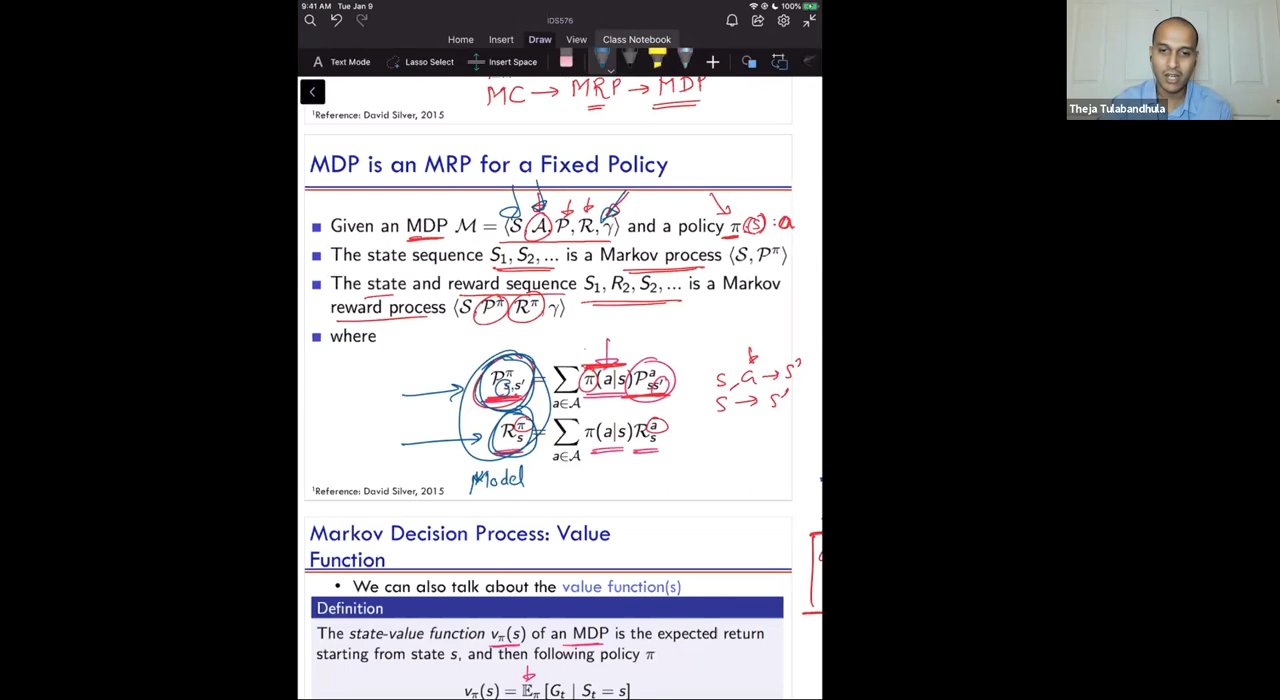 9:41 AM Tue Jan 9
100%
IDS576
Home Insert Draw View Class Notebook
Text Mode Lasso Select Insert Space
MC → MRP → MDP
¹Reference: David Silver, 2015
Theja Tulabandhula
MDP is an MRP for a Fixed Policy
Given an MDP M = ⟨S, A, P, R, γ⟩ and a policy π (s) : a
The state sequence S₁, S₂, ... is a Markov process ⟨S, P^π⟩
The state and reward sequence S₁, R₂, S₂, ... is a Markov
reward process ⟨S, P^π, R^π, γ⟩
where
P^π_{s,s'} = ∑_{a∈A} π(a|s)P^a_{ss'}
s, a → s'
s → s'
R^π_s = ∑_{a∈A} π(a|s)R^a_s
Model
¹Reference: David Silver, 2015
Markov Decision Process: Value
Function
• We can also talk about the value function(s)
Definition
The state-value function v_π(s) of an MDP is the expected return
starting from state s, and then following policy π
v_π(s) = 𝔼_π [G_t | S_t = s]